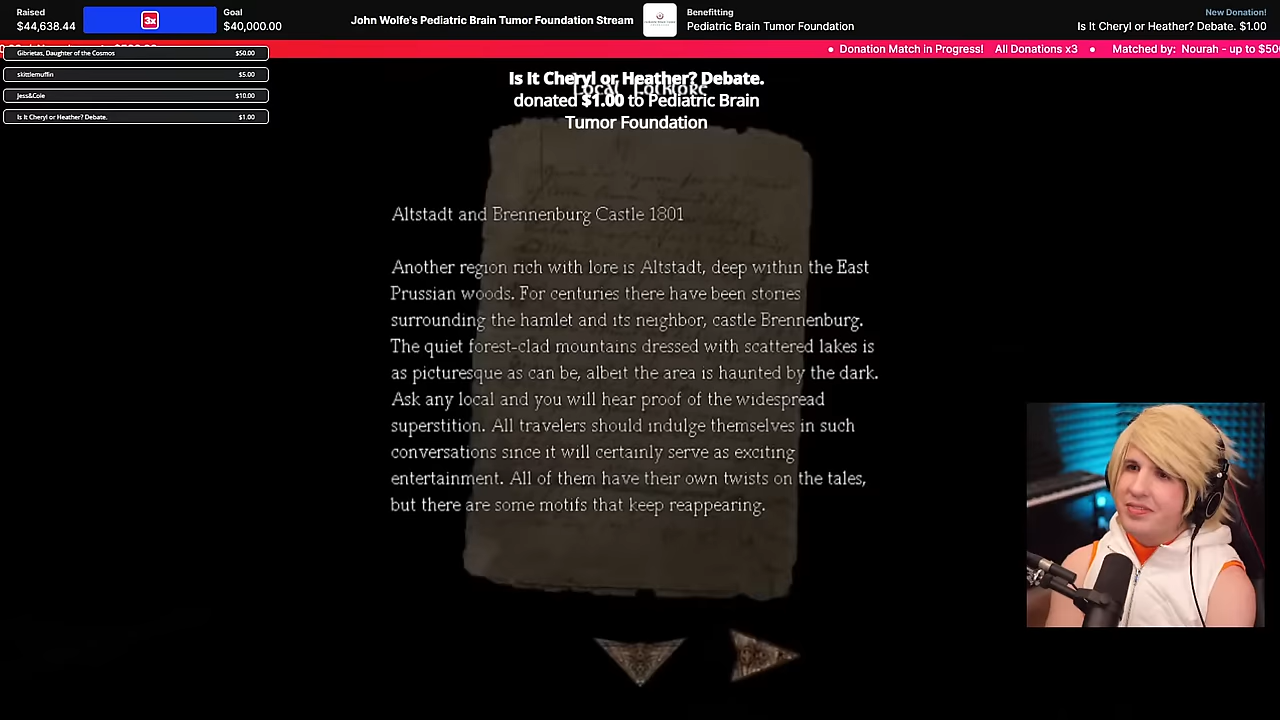 Raised
$44,638.44
3x
Goal
$40,000.00
John Wolfe's Pediatric Brain Tumor Foundation Stream
Benefitting
Pediatric Brain Tumor Foundation
New Donation!
Is It Cheryl or Heather? Debate. $1.00
• Donation Match in Progress! All Donations x3 • Matched by: Nourah - up to $50
Gibrietas, Daughter of the Cosmos $50.00
skittlemuffin $5.00
Jess&Cole $10.00
Is It Cheryl or Heather? Debate. $1.00
Is It Cheryl or Heather? Debate.
Local Folklore
donated $1.00 to Pediatric Brain
Tumor Foundation
Altstadt and Brennenburg Castle 1801
Another region rich with lore is Altstadt, deep within the East
Prussian woods. For centuries there have been stories
surrounding the hamlet and its neighbor, castle Brennenburg.
The quiet forest-clad mountains dressed with scattered lakes is
as picturesque as can be, albeit the area is haunted by the dark.
Ask any local and you will hear proof of the widespread
superstition. All travelers should indulge themselves in such
conversations since it will certainly serve as exciting
entertainment. All of them have their own twists on the tales,
but there are some motifs that keep reappearing.